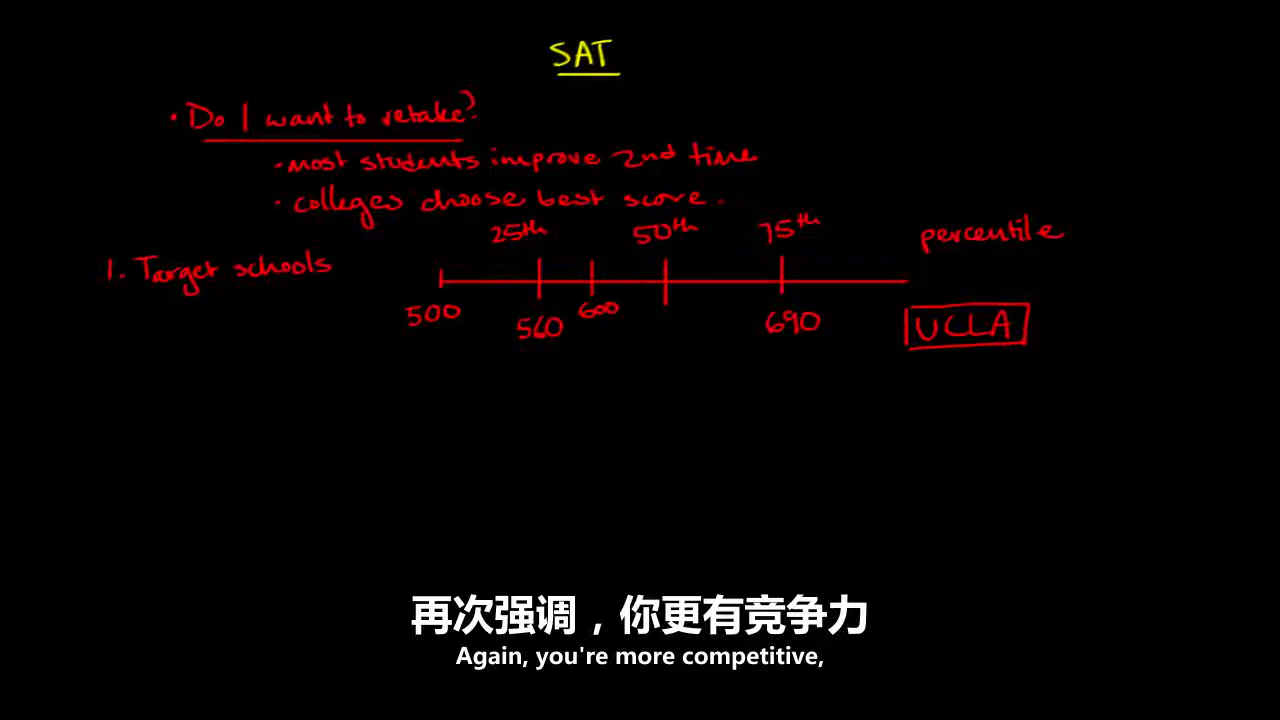 SAT
• Do I want to retake?
• most students improve 2nd time
• colleges choose best score.
25th 50th 75th percentile
1. Target schools
500 560 600 690 UCLA
再次强调，你更有竞争力
Again, you're more competitive,